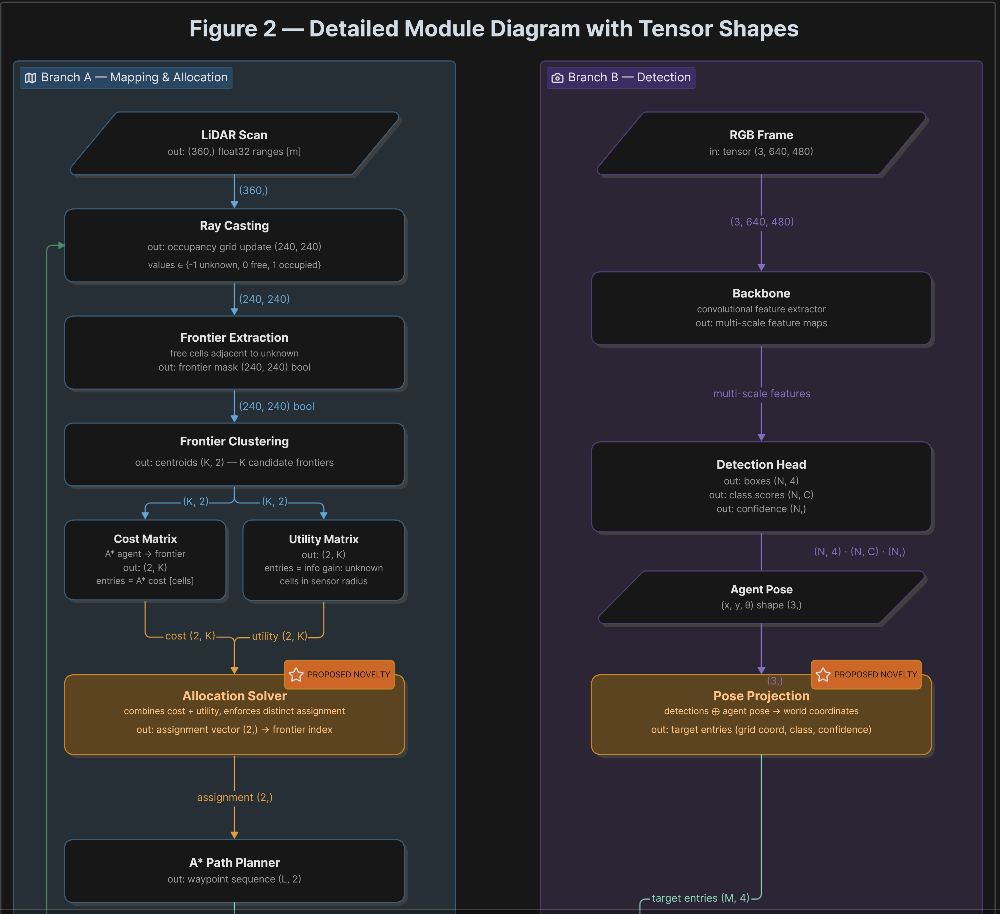 Figure 2 — Detailed Module Diagram with Tensor Shapes
Branch A — Mapping & Allocation
LiDAR Scan
out: (360,) float32 ranges [m]
(360,)
Ray Casting
out: occupancy grid update (240, 240)
values ∈ {-1 unknown, 0 free, 1 occupied}
(240, 240)
Frontier Extraction
free cells adjacent to unknown
out: frontier mask (240, 240) bool
(240, 240) bool
Frontier Clustering
out: centroids (K, 2) — K candidate frontiers
(K, 2)
(K, 2)
Cost Matrix
A* agent → frontier
out: (2, K)
entries = A* cost [cells]
Utility Matrix
out: (2, K)
entries = info gain: unknown
cells in sensor radius
cost (2, K)
utility (2, K)
PROPOSED NOVELTY
Allocation Solver
combines cost + utility, enforces distinct assignment
out: assignment vector (2,) → frontier index
assignment (2,)
A* Path Planner
out: waypoint sequence (L, 2)
Branch B — Detection
RGB Frame
in: tensor (3, 640, 480)
(3, 640, 480)
Backbone
convolutional feature extractor
out: multi-scale feature maps
multi-scale features
Detection Head
out: boxes (N, 4)
out: class scores (N, C)
out: confidence (N,)
(N, 4) · (N, C) · (N,)
Agent Pose
(x, y, θ) shape (3,)
(3,)
PROPOSED NOVELTY
Pose Projection
detections ⊕ agent pose → world coordinates
out: target entries (grid coord, class, confidence)
target entries (M, 4)